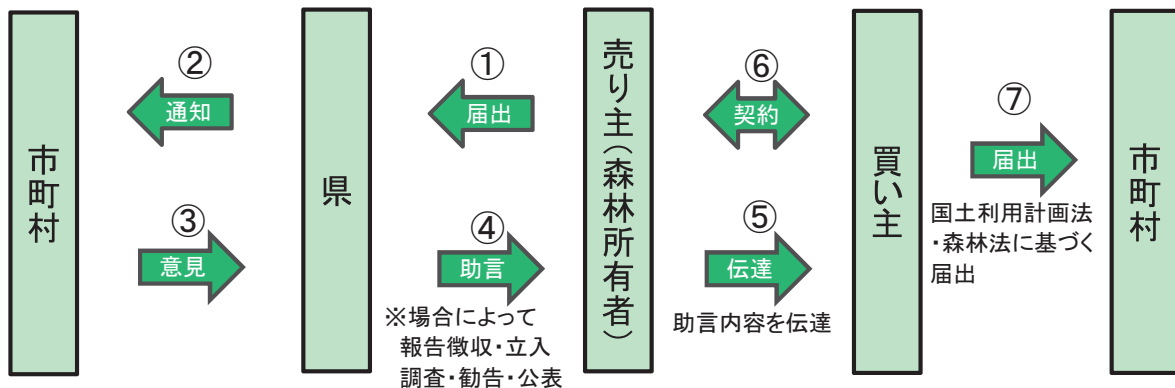 市町村
②
通知
③
意見
県
①
届出
④
助言
※場合によって
報告徴収・立入
調査・勧告・公表
売り主(森林所有者)
⑥
契約
⑤
伝達
助言内容を伝達
買い主
⑦
届出
国土利用計画法
・森林法に基づく
届出
市町村